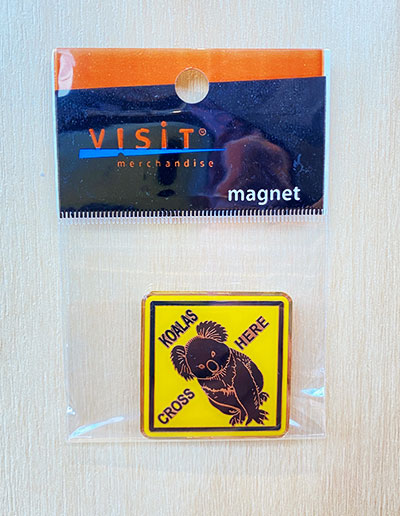 VISIT®
merchandise
magnet
KOALAS
CROSS
HERE